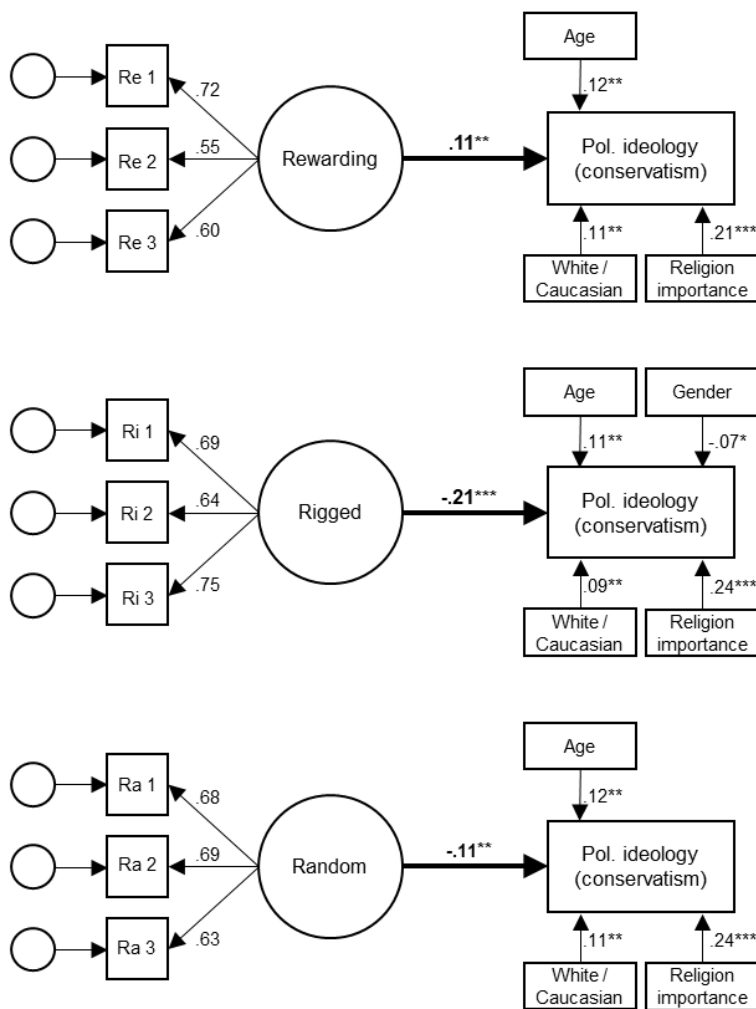 Age
.12**
Re 1
.72
Re 2
.55
Rewarding
.11**
Pol. ideology
(conservatism)
Re 3
.60
.11**
.21***
White /
Caucasian
Religion
importance
Age
Gender
.11**
-.07*
Ri 1
.69
Ri 2
.64
Rigged
-.21***
Pol. ideology
(conservatism)
Ri 3
.75
.09**
.24***
White /
Caucasian
Religion
importance
Age
.12**
Ra 1
.68
Ra 2
.69
Random
-.11**
Pol. ideology
(conservatism)
Ra 3
.63
.11**
.24***
White /
Caucasian
Religion
importance